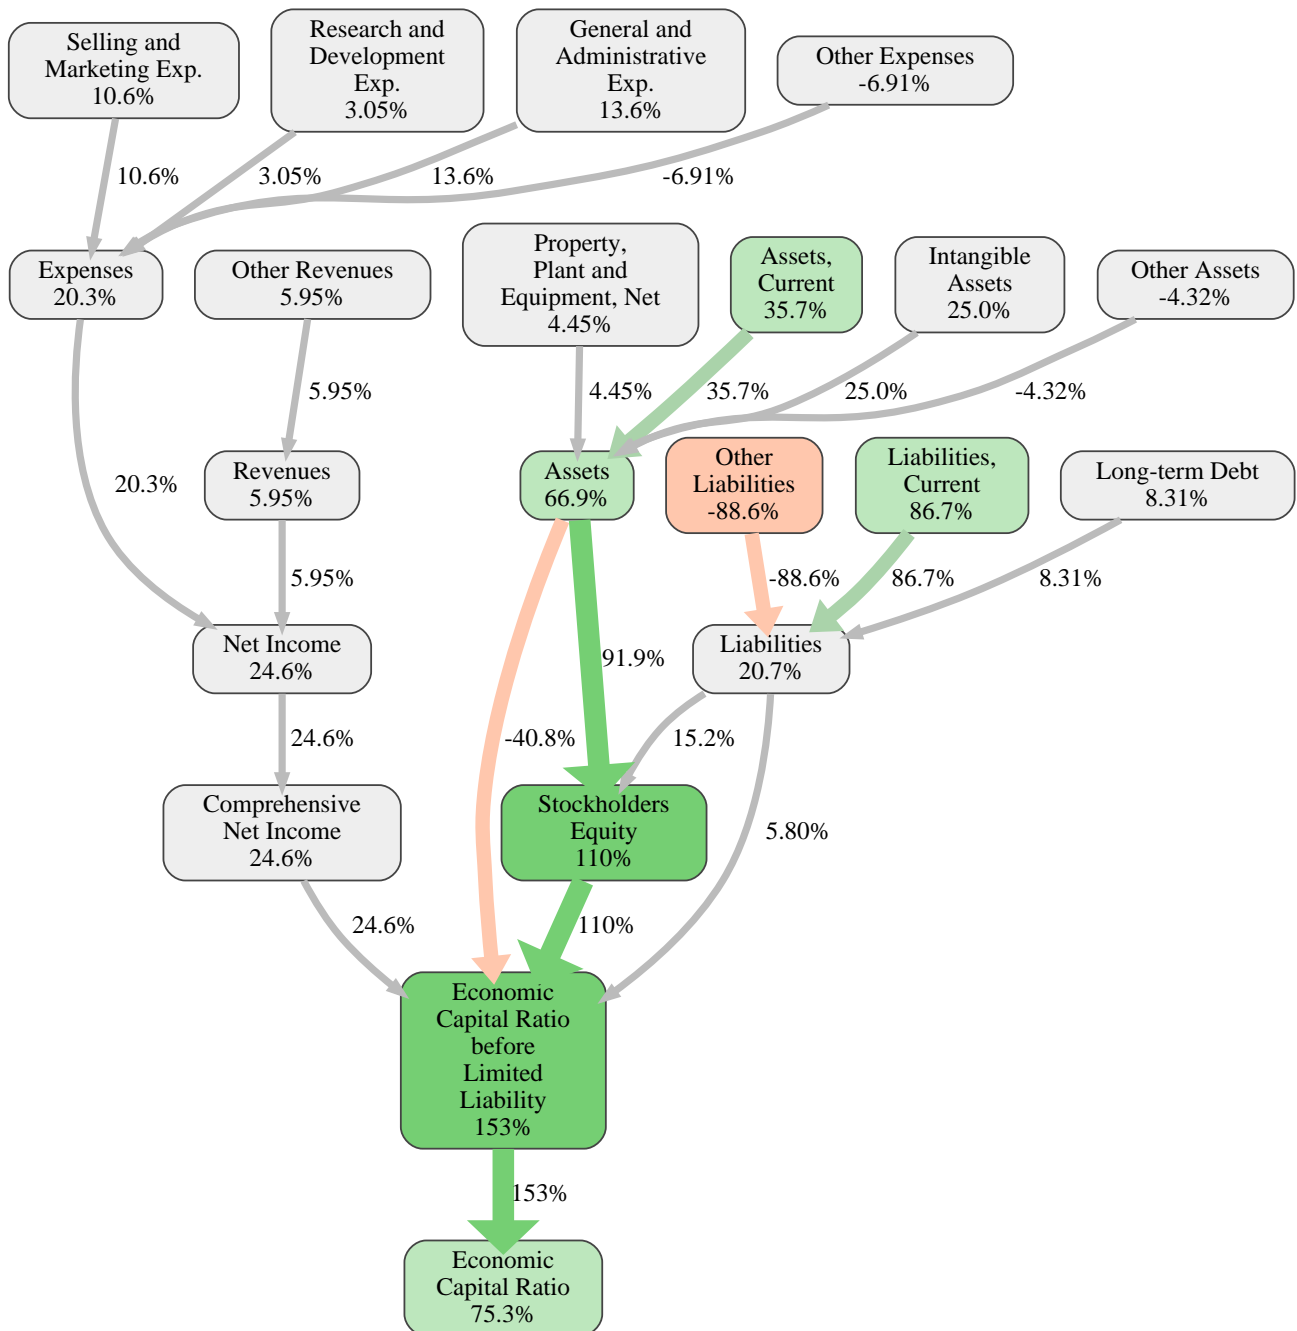 Selling and
Marketing Exp.
10.6%
Research and
Development
Exp.
3.05%
General and
Administrative
Exp.
13.6%
Other Expenses
-6.91%
10.6%
3.05%
13.6%
-6.91%
Expenses
20.3%
Other Revenues
5.95%
Property,
Plant and
Equipment, Net
4.45%
Assets,
Current
35.7%
Intangible
Assets
25.0%
Other Assets
-4.32%
5.95%
4.45%
35.7%
25.0%
-4.32%
20.3%
Revenues
5.95%
Assets
66.9%
Other
Liabilities
-88.6%
Liabilities,
Current
86.7%
Long-term Debt
8.31%
5.95%
-88.6%
86.7%
8.31%
Net Income
24.6%
91.9%
Liabilities
20.7%
24.6%
-40.8%
15.2%
Comprehensive
Net Income
24.6%
Stockholders
Equity
110%
5.80%
24.6%
110%
Economic
Capital Ratio
before
Limited
Liability
153%
153%
Economic
Capital Ratio
75.3%